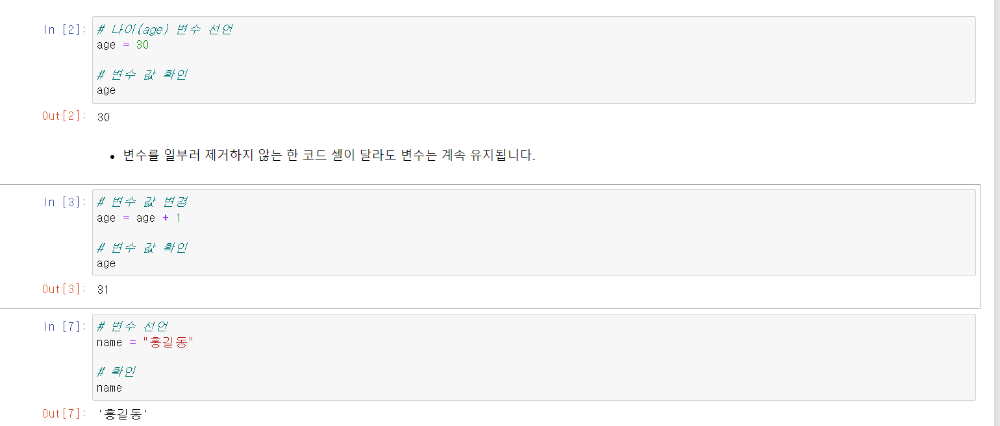 In [2]: # 나이(age) 변수 선언
age = 30
# 변수 값 확인
age
Out[2]: 30
• 변수를 일부러 제거하지 않는 한 코드 셀이 달라도 변수는 계속 유지됩니다.
In [3]: # 변수 값 변경
age = age + 1
# 변수 값 확인
age
Out[3]: 31
In [7]: # 변수 선언
name = "홍길동"
# 확인
name
Out[7]: '홍길동'